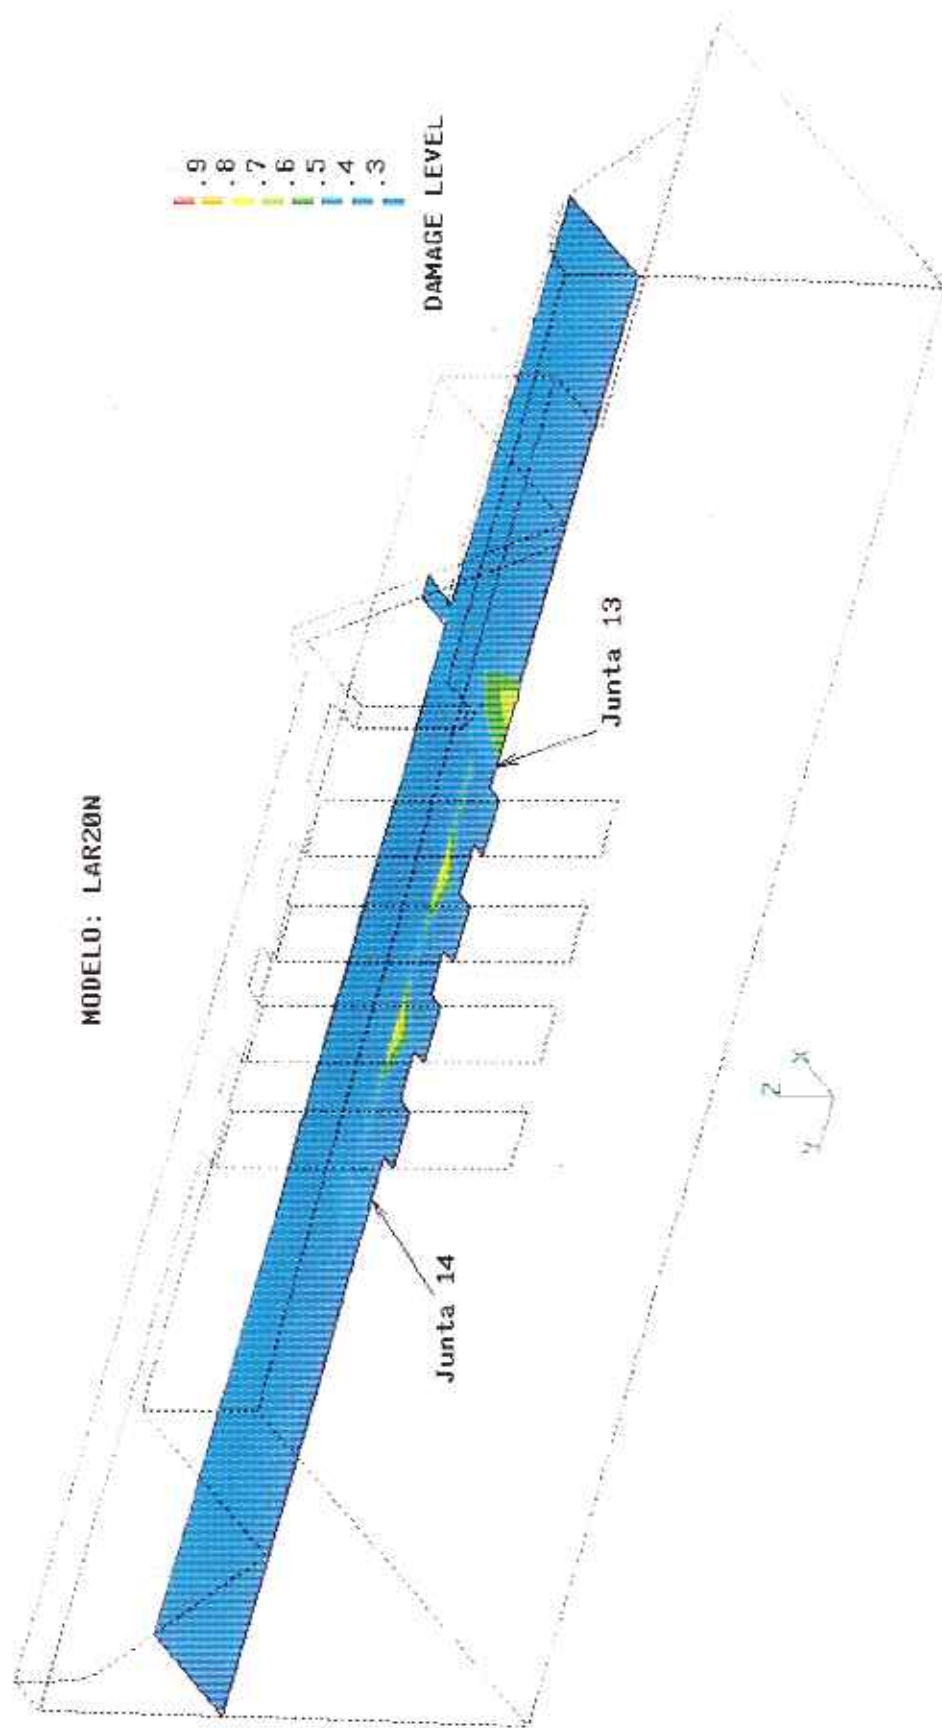 MODELO: LAR20N
.9
.8
.7
.6
.5
.4
.3
DAMAGE LEVEL
Junta 13
Junta 14
Z
X
Y